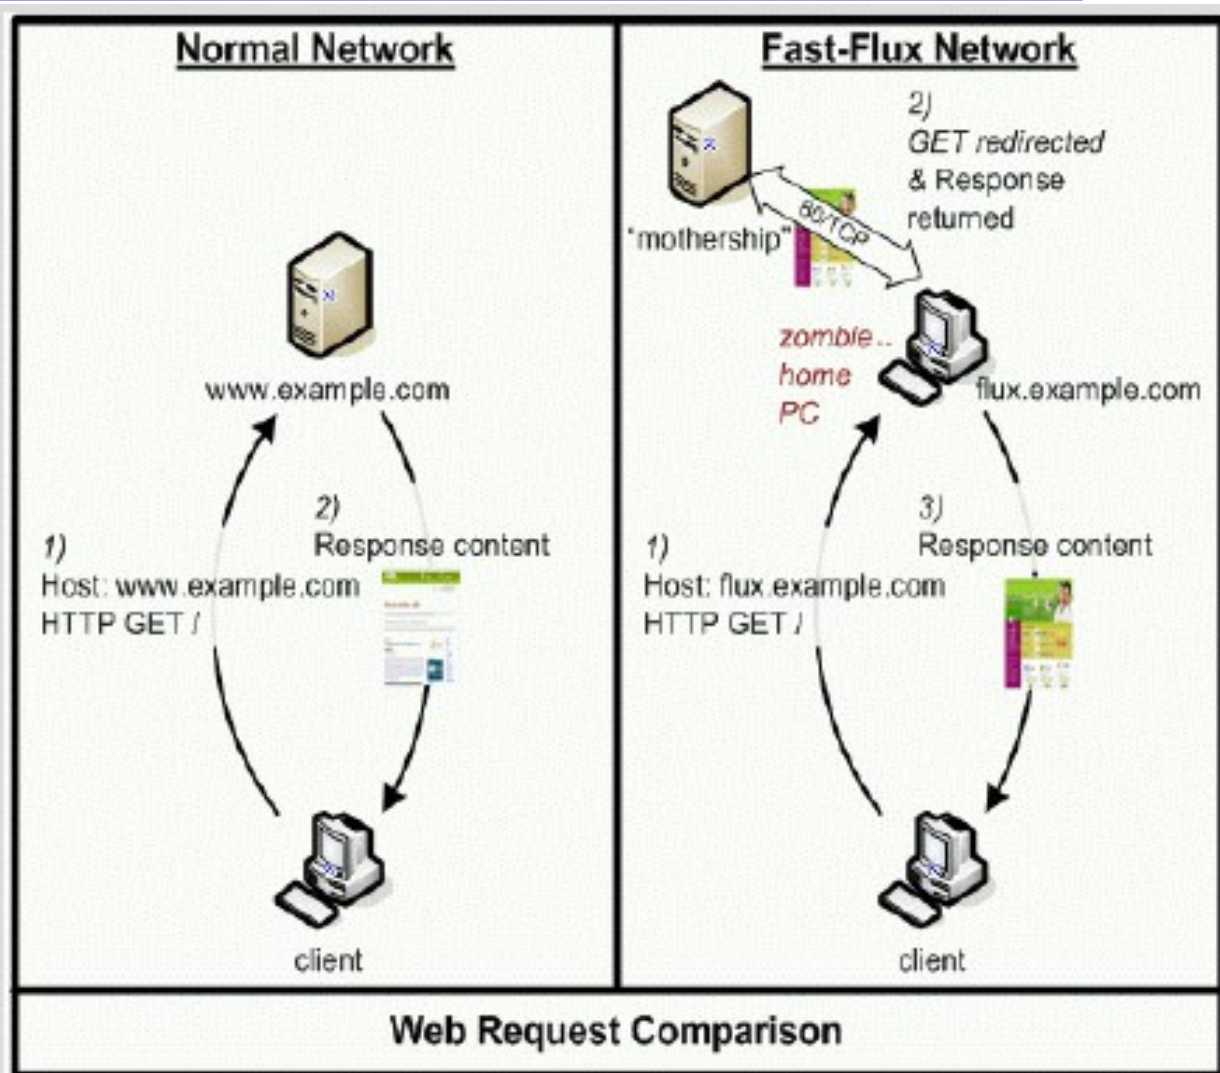 Normal Network
www.example.com
1)
Host: www.example.com
HTTP GET /
2)
Response content
client
Fast-Flux Network
"mothership"
80/TCP
2)
GET redirected
& Response
returned
zombie..
home
PC
flux.example.com
1)
Host: flux.example.com
HTTP GET /
3)
Response content
client
Web Request Comparison